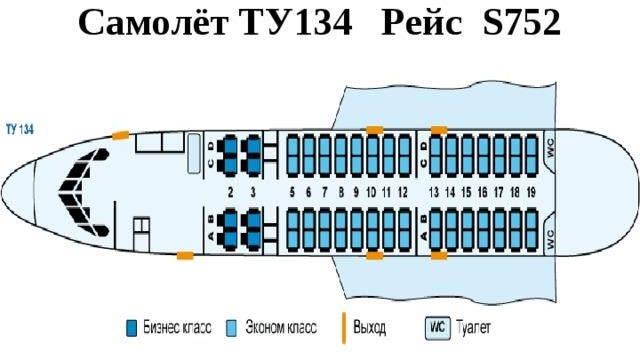 Самолёт ТУ134 Рейс S752
ТУ 134
D D D
C C C
WC
2 3 5 6 7 8 9 10 11 12 13 14 15 16 17 18 19
B B B
A A A
WC
Бизнес класс Эконом класс Выход WC Туалет